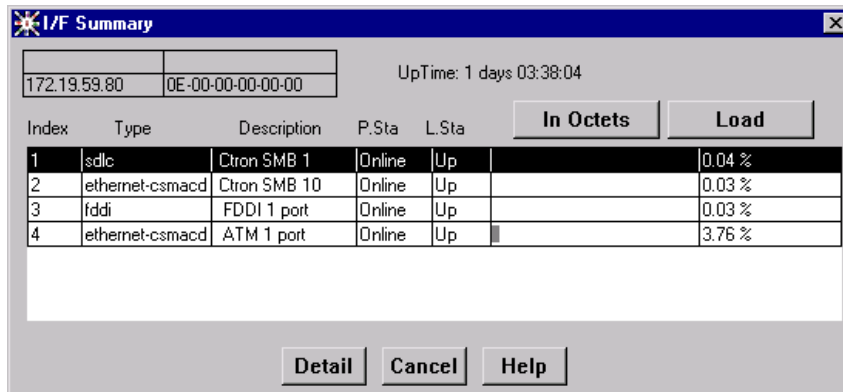 I/F Summary
172.19.59.80 0E-00-00-00-00-00 UpTime: 1 days 03:38:04
In Octets Load
Index Type Description P.Sta L.Sta
1 sdlc Ctron SMB 1 Online Up 0.04 %
2 ethernet-csmacd Ctron SMB 10 Online Up 0.03 %
3 fddi FDDI 1 port Online Up 0.03 %
4 ethernet-csmacd ATM 1 port Online Up 3.76 %
Detail Cancel Help